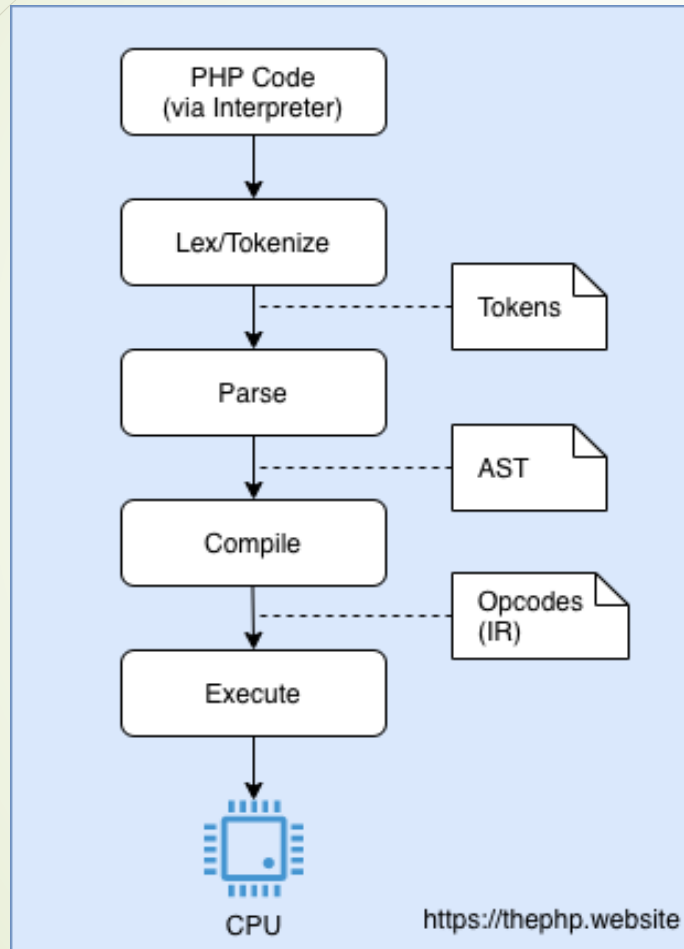 PHP Code
(via Interpreter)
Lex/Tokenize
Tokens
Parse
AST
Compile
Opcodes
(IR)
Execute
CPU
https://thephp.website